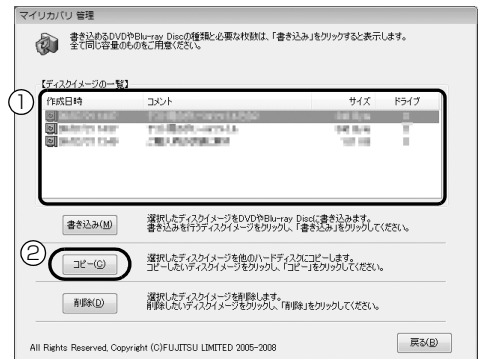 マイリカバリ 管理
書き込めるDVDやBlu-ray Discの種類と必要な枚数は、「書き込み」をクリックすると表示します。
全て同じ容量のものをご用意ください。
【ディスクイメージの一覧】
①
作成日時 コメント サイズ ドライブ
書き込み(M)
選択したディスクイメージをDVDやBlu-ray Discに書き込みます。
書き込みを行うディスクイメージをクリックし、「書き込み」をクリックしてください。
②
コピー(C)
選択したディスクイメージを他のハードディスクにコピーします。
コピーしたいディスクイメージをクリックし、「コピー」をクリックしてください。
削除(D)
選択したディスクイメージを削除します。
削除したいディスクイメージをクリックし、「削除」をクリックしてください。
All Rights Reserved, Copyright (C)FUJITSU LIMITED 2005-2008
戻る(B)